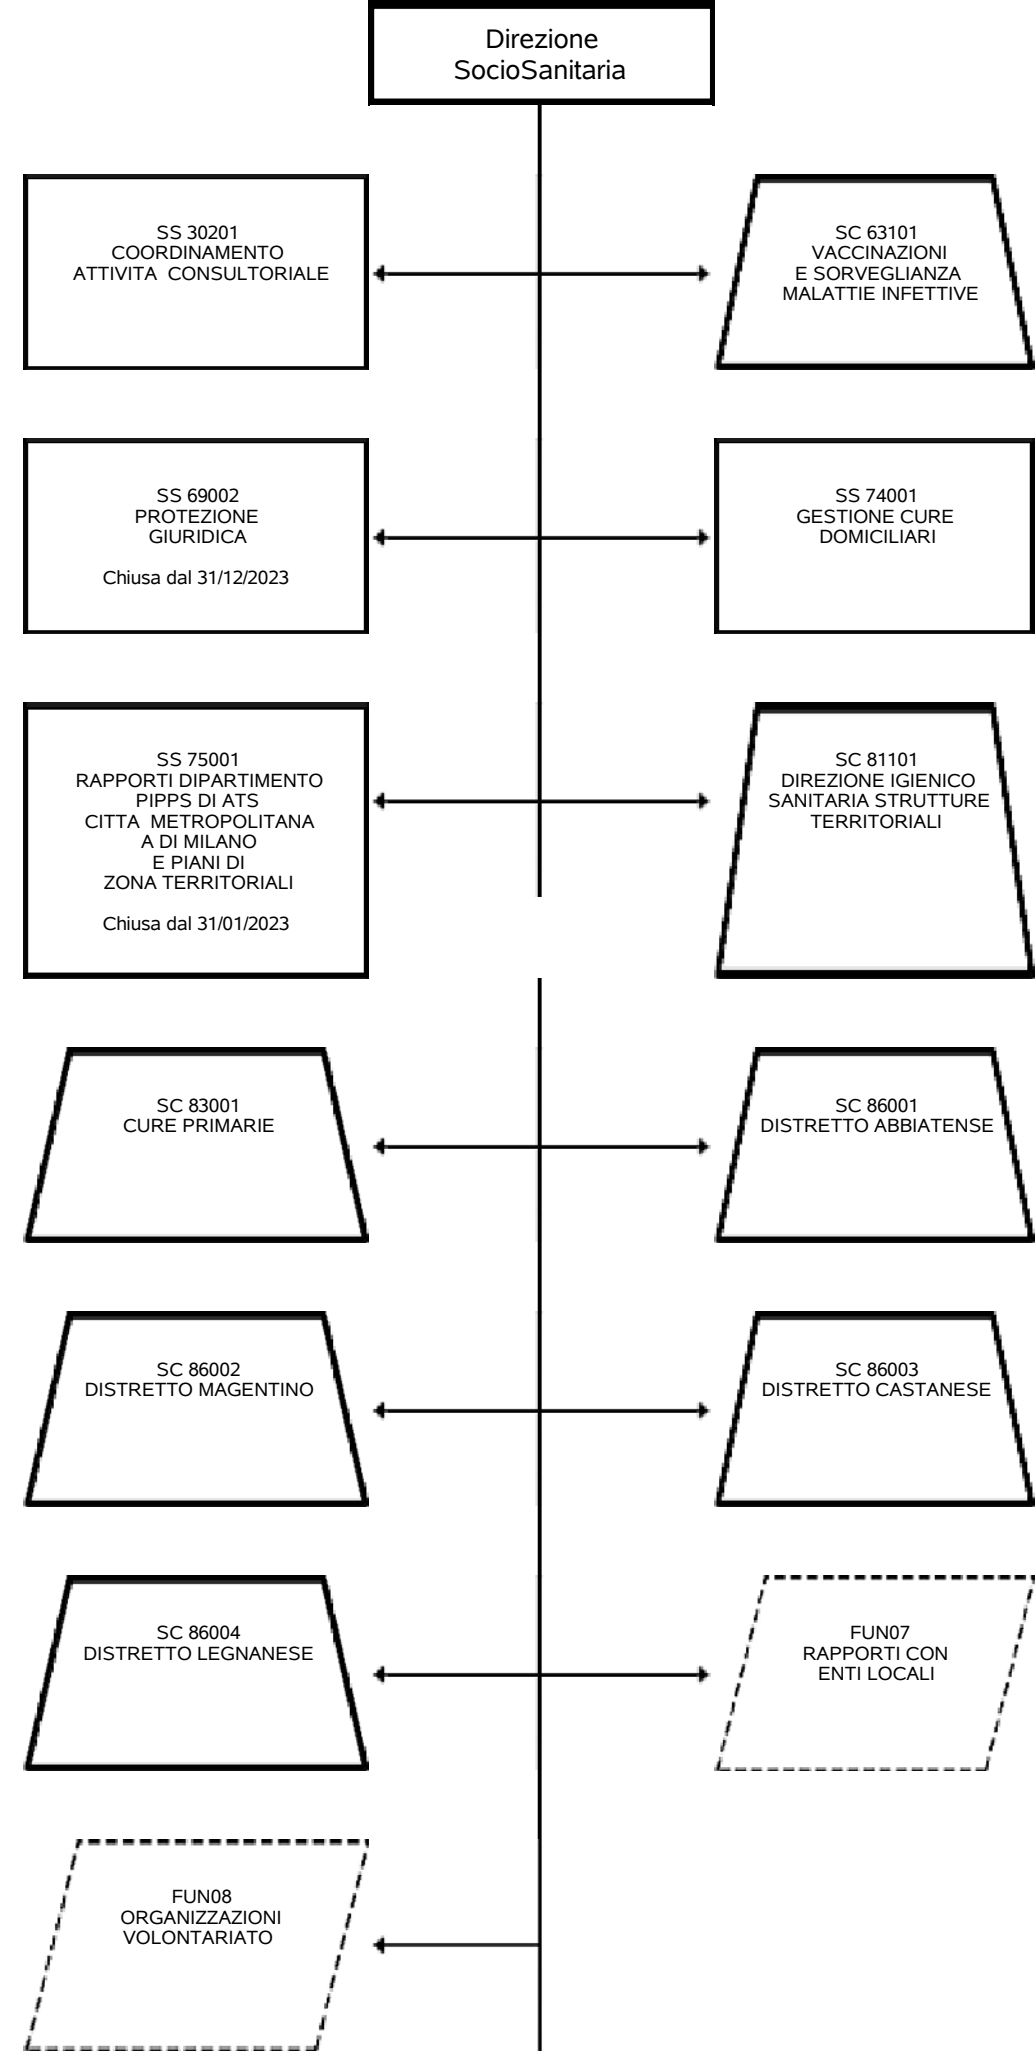 Direzione
SocioSanitaria
SS 30201
COORDINAMENTO
ATTIVITA CONSULTORIALE
SC 63101
VACCINAZIONI
E SORVEGLIANZA
MALATTIE INFETTIVE
SS 69002
PROTEZIONE
GIURIDICA
Chiusa dal 31/12/2023
SS 74001
GESTIONE CURE
DOMICILIARI
SS 75001
RAPPORTI DIPARTIMENTO
PIPPS DI ATS
CITTA METROPOLITANA
A DI MILANO
E PIANI DI
ZONA TERRITORIALI
Chiusa dal 31/01/2023
SC 81101
DIREZIONE IGIENICO
SANITARIA STRUTTURE
TERRITORIALI
SC 83001
CURE PRIMARIE
SC 86001
DISTRETTO ABBIATENSE
SC 86002
DISTRETTO MAGENTINO
SC 86003
DISTRETTO CASTANESE
SC 86004
DISTRETTO LEGNANESE
FUN07
RAPPORTI CON
ENTI LOCALI
FUN08
ORGANIZZAZIONI
VOLONTARIATO